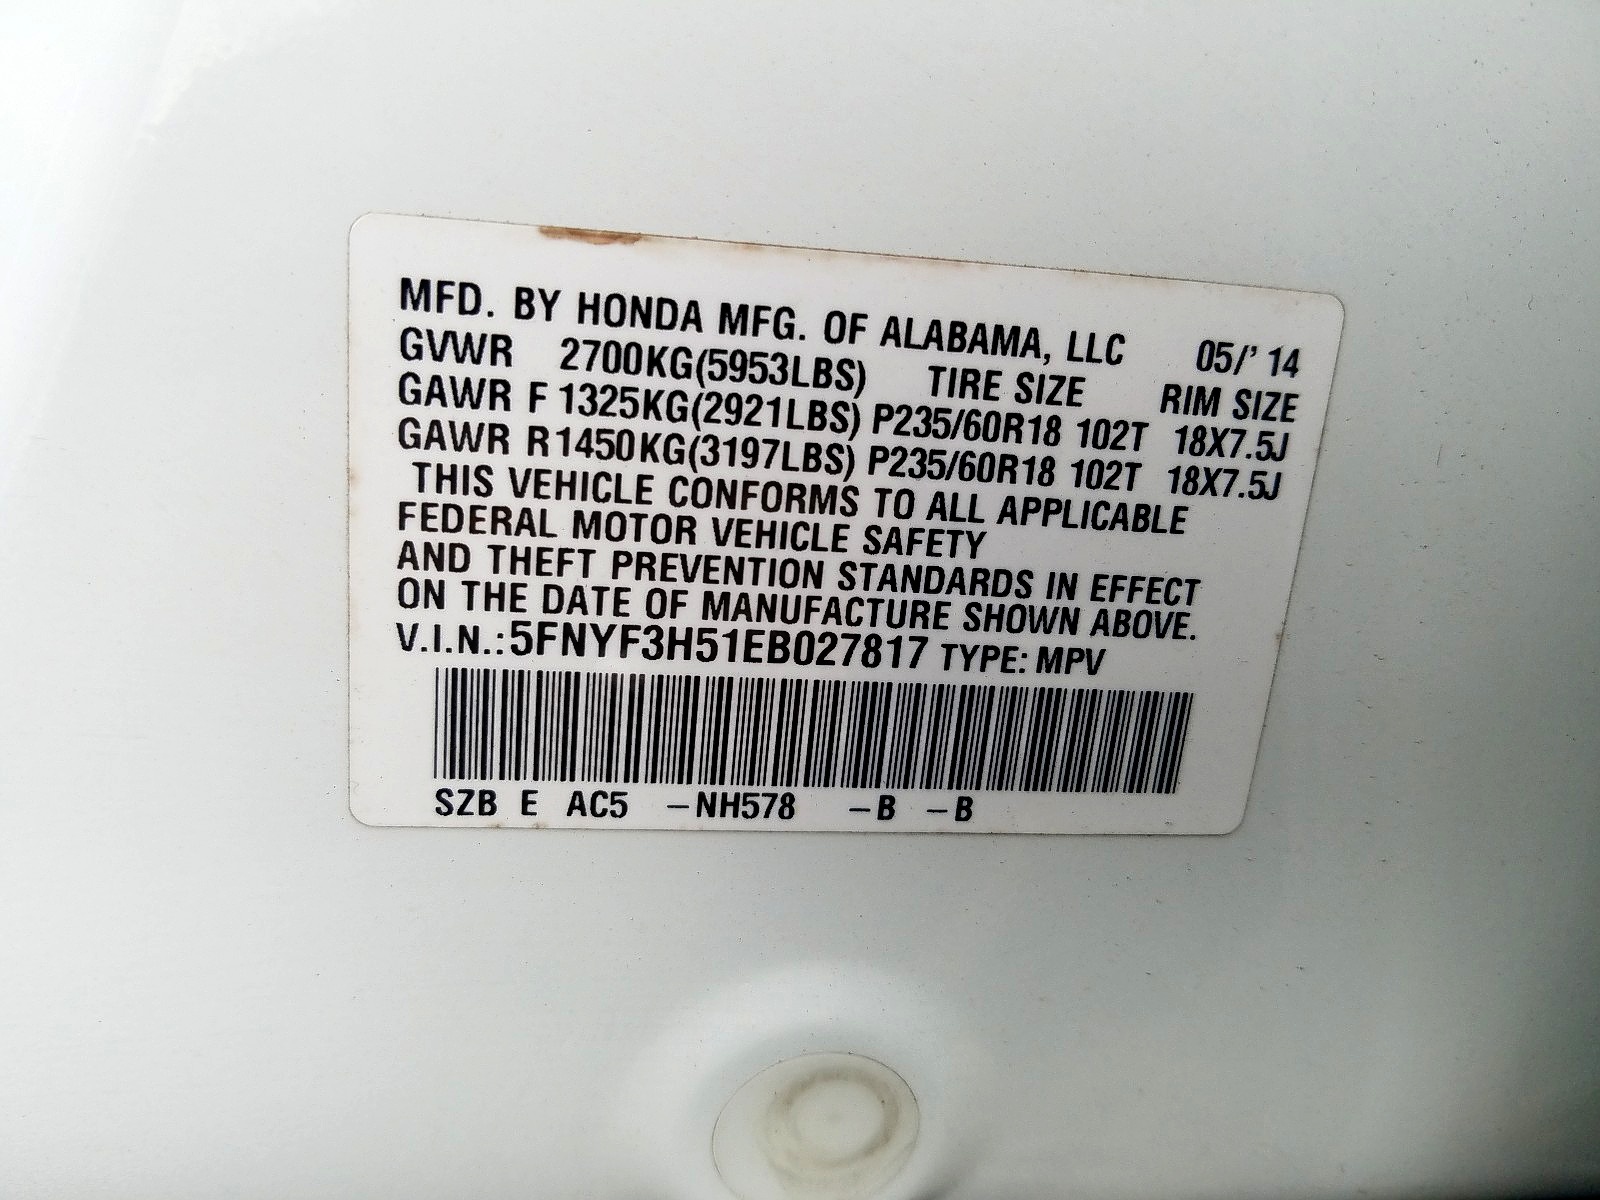 MFD. BY HONDA MFG. OF ALABAMA, LLC 05/' 14
GVWR 2700KG(5953LBS) TIRE SIZE RIM SIZE
GAWR F 1325KG(2921LBS) P235/60R18 102T 18X7.5J
GAWR R1450KG(3197LBS) P235/60R18 102T 18X7.5J
THIS VEHICLE CONFORMS TO ALL APPLICABLE
FEDERAL MOTOR VEHICLE SAFETY
AND THEFT PREVENTION STANDARDS IN EFFECT
ON THE DATE OF MANUFACTURE SHOWN ABOVE.
V.I.N.:5FNYF3H51EB027817 TYPE: MPV
SZB E AC5 –NH578 –B –B